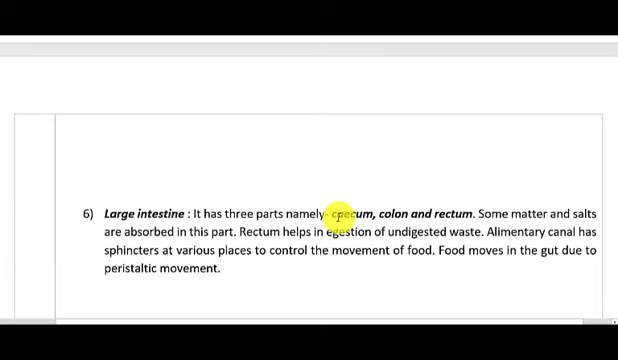 6) Large intestine : It has three parts namely- caecum, colon and rectum. Some matter and salts
are absorbed in this part. Rectum helps in egestion of undigested waste. Alimentary canal has
sphincters at various places to control the movement of food. Food moves in the gut due to
peristaltic movement.